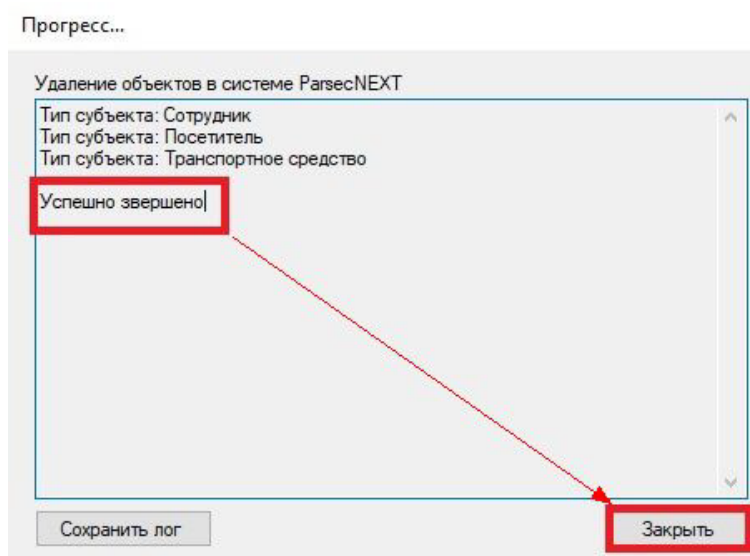 Прогресс...
Удаление объектов в системе ParsecNEXT
Тип субъекта: Сотрудник
Тип субъекта: Посетитель
Тип субъекта: Транспортное средство
Успешно звершено
Сохранить лог
Закрыть